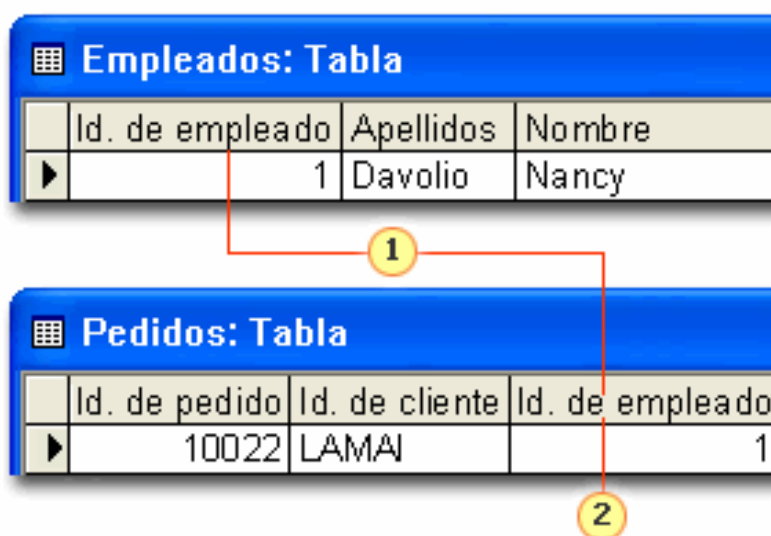 Empleados: Tabla
Id. de empleado Apellidos Nombre
1 Davolio Nancy
1
Pedidos: Tabla
Id. de pedido Id. de cliente Id. de empleado
10022 LAMAI 1
2